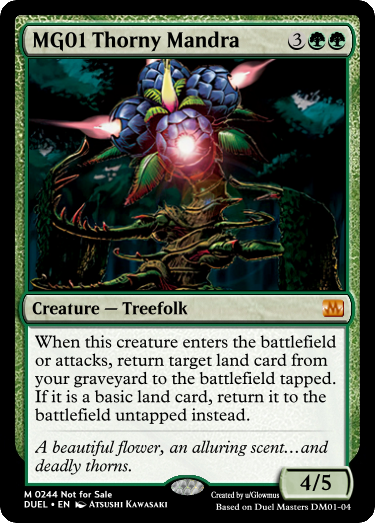 MG01 Thorny Mandra 3
Creature — Treefolk
When this creature enters the battlefield
or attacks, return target land card from
your graveyard to the battlefield tapped.
If it is a basic land card, return it to the
battlefield untapped instead.
A beautiful flower, an alluring scent…and
deadly thorns.
4/5
M 0244 Not for Sale
DUEL • EN Atsushi Kawasaki
Created by u/Glowmus
Based on Duel Masters DM01-04